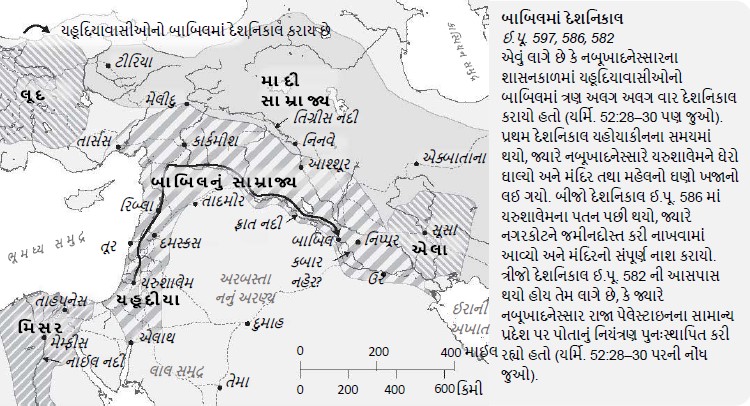 યહૂદિયાવાસીઓનો બાબિલમાં દેશનિકાલ કરાય છે
કાસ્પિયન સમુદ્ર
ટીરિયા
લૂદ
માદી
સામ્રાજ્ય
મેલીદુ
તિગ્રીસ નદી
તાર્સસ
કાર્કમીશ
નિનવે
આશ્શૂર
એક્બાતાના
બાબિલનું સામ્રાજ્ય
રિબ્લા
તાદમોર
ફ્રાત નદી
સૂસા
ભૂમધ્ય સમુદ્ર
તૂર
દમસ્કસ
બાબિલ
નિપ્પૂર
એલા
કબાર
નહેર?
અરબસ્તા
નનું અરણ્ય
ઉર
યરુશાલેમ
યહૂદીયા
તાહપનેસ
મિસર
ઈરાની
અખાત
મેમ્ફીસ
દુમાહ
એલાથ
નાઈલ નદી
લાલ સમુદ્ર
તેમા
0 200 400 માઈલ
0 200 400 600 કિમી
બાબિલમાં દેશનિકાલ
ઈ.પૂ. 597, 586, 582
એવું લાગે છે કે નબૂખાદનેસ્સારના
શાસનકાળમાં યહૂદિયાવાસીઓનો
બાબિલમાં ત્રણ અલગ અલગ વાર દેશનિકાલ
કરાયો હતો (યર્મિ. 52:28–30 પણ જુઓ).
પ્રથમ દેશનિકાલ યહોયાકીનના સમયમાં
થયો, જ્યારે નબૂખાદનેસ્સારે યરુશાલેમને ઘેરો
ઘાલ્યો અને મંદિર તથા મહેલનો ઘણો ખજાનો
લઈ ગયો. બીજો દેશનિકાલ ઈ.પૂ. 586 માં
યરુશાલેમના પતન પછી થયો, જ્યારે
નગરકોટને જમીનદોસ્ત કરી નાખવામાં
આવ્યો અને મંદિરનો સંપૂર્ણ નાશ કરાયો.
ત્રીજો દેશનિકાલ ઈ.પૂ. 582 ની આસપાસ
થયો હોય તેમ લાગે છે, કે જ્યારે
નબૂખાદનેસ્સાર રાજા પેલેસ્ટાઇનના સામાન્ય
પ્રદેશ પર પોતાનું નિયંત્રણ પુનઃસ્થાપિત કરી
રહ્યો હતો (યર્મિ. 52:28–30 પરની નોંધ
જુઓ).